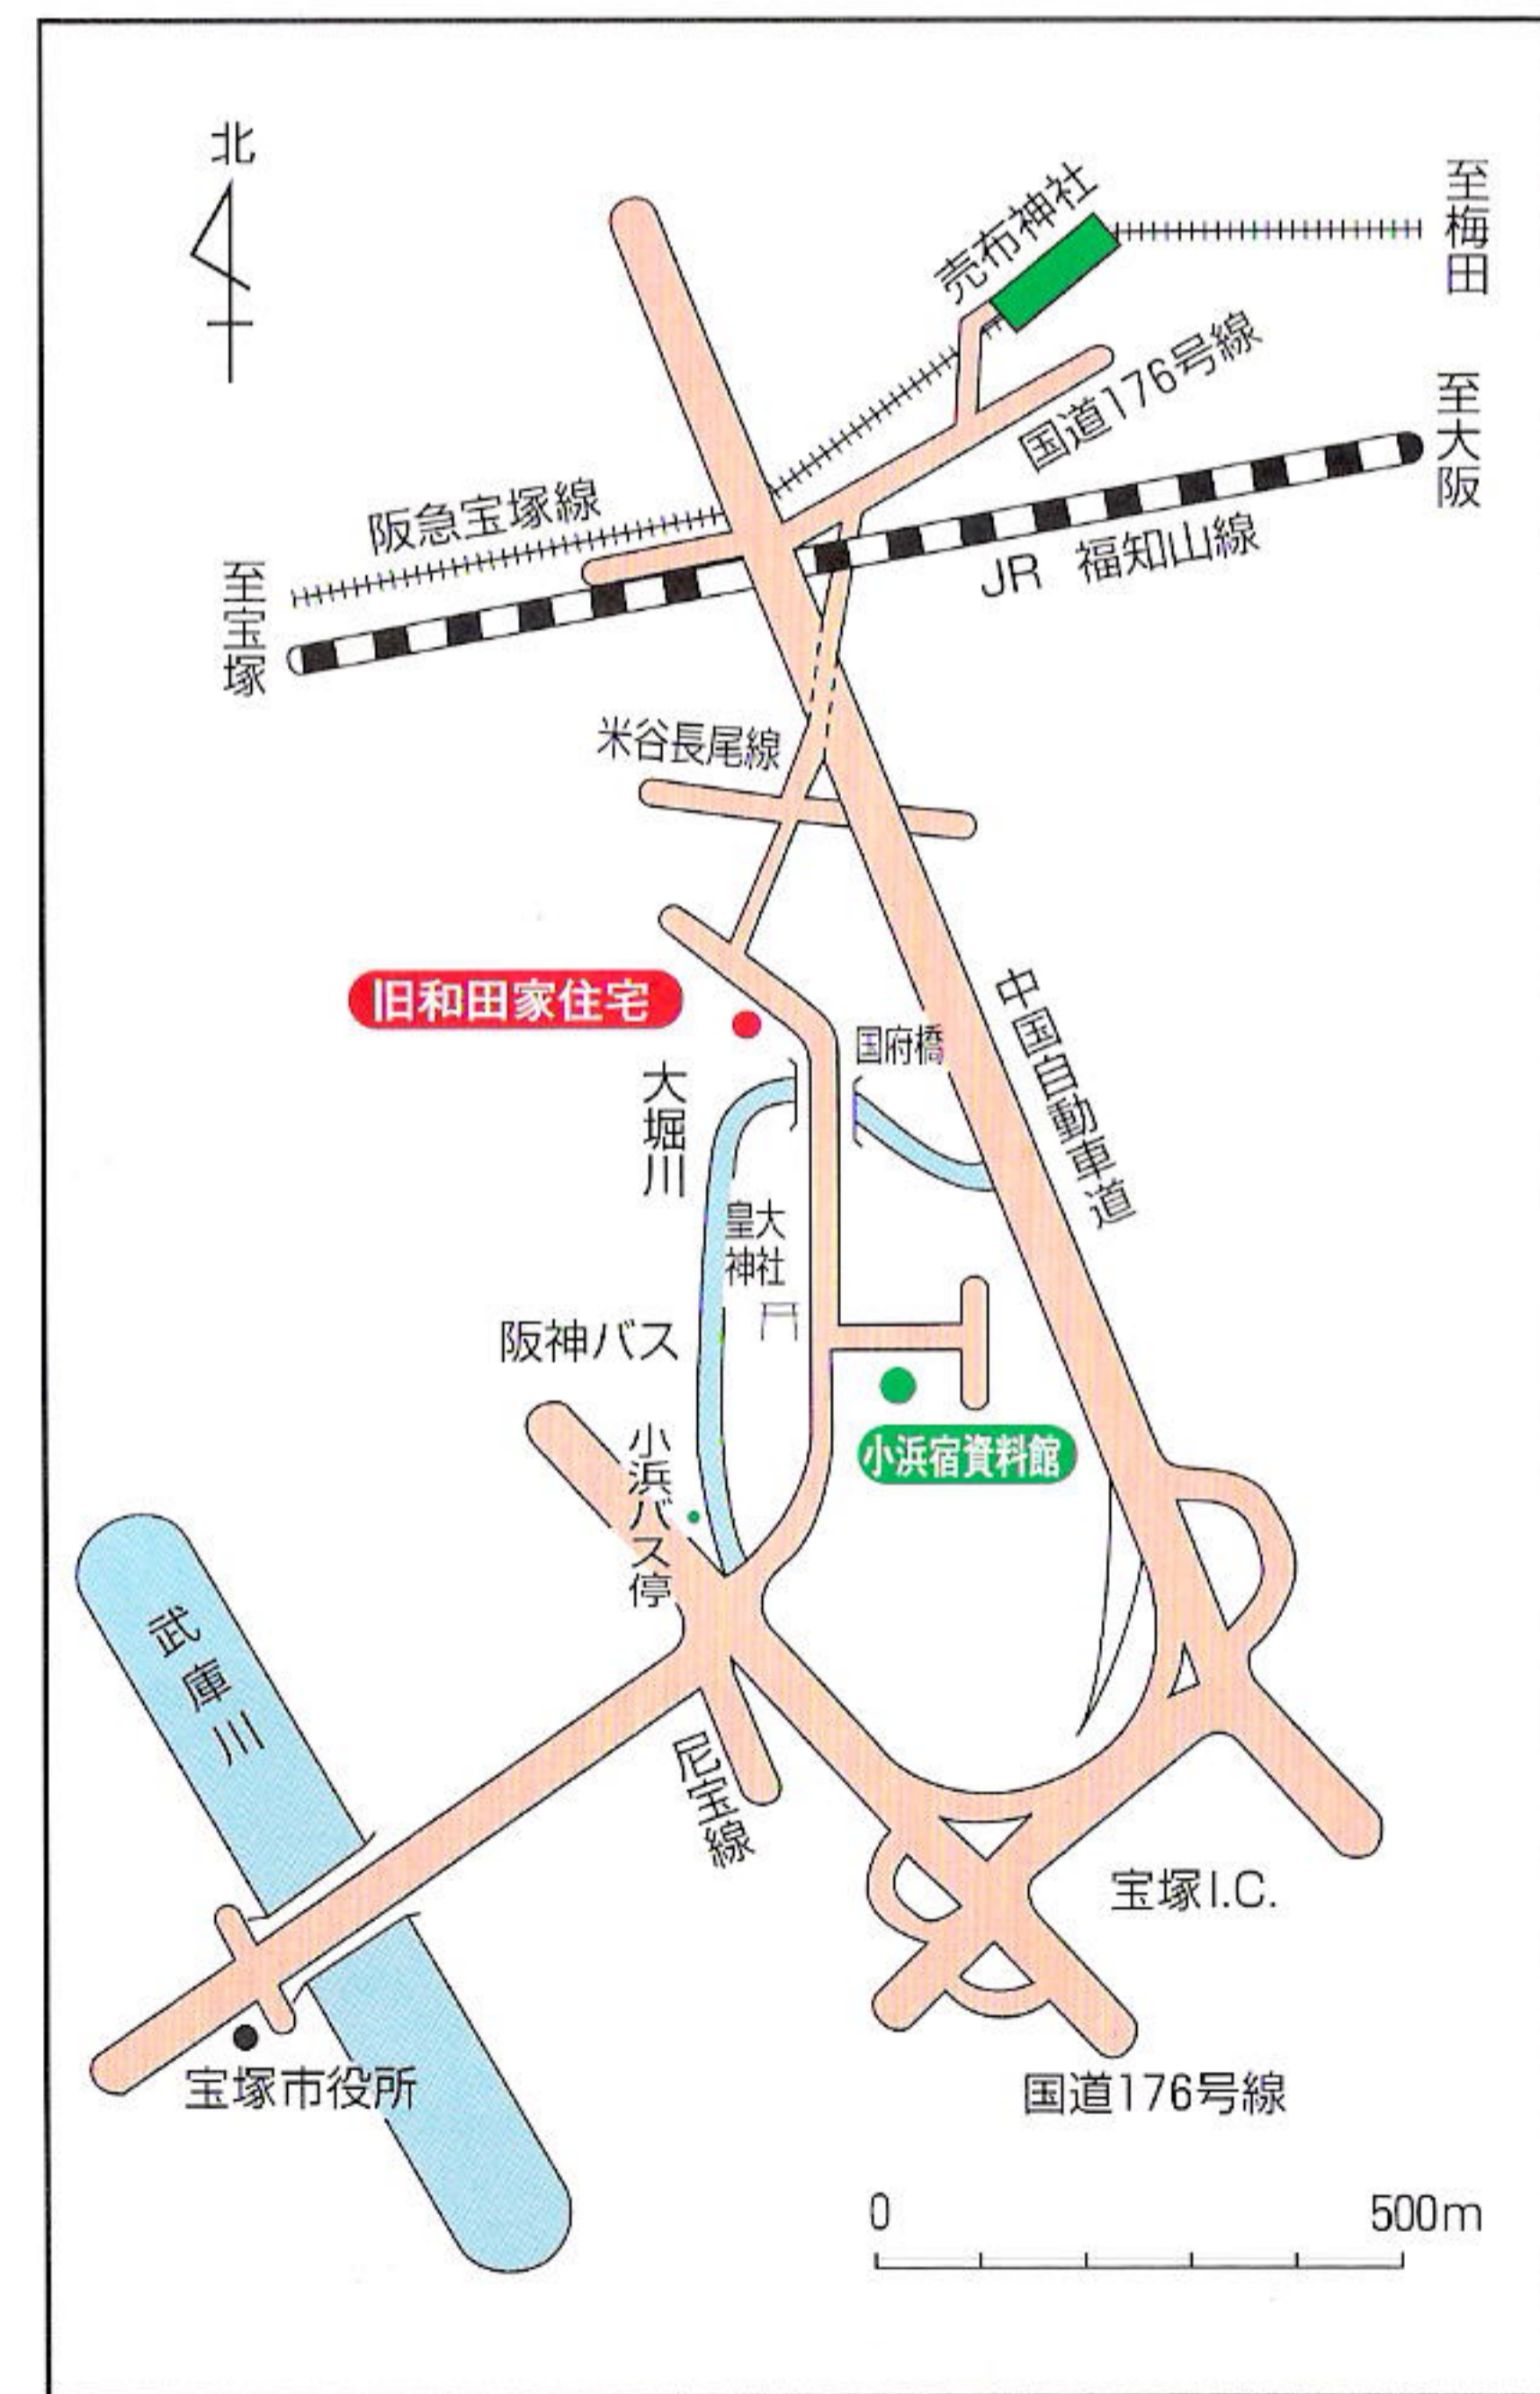 北
至梅田
売布神社
国道176号線
至大阪
阪急宝塚線
JR 福知山線
至宝塚
米谷長尾線
旧和田家住宅
中国自動車道
国府橋
大堀川
皇大
神社
阪神バス
小浜バス停
小浜宿資料館
武庫川
尼宝線
宝塚I.C.
宝塚市役所
国道176号線
0 500m